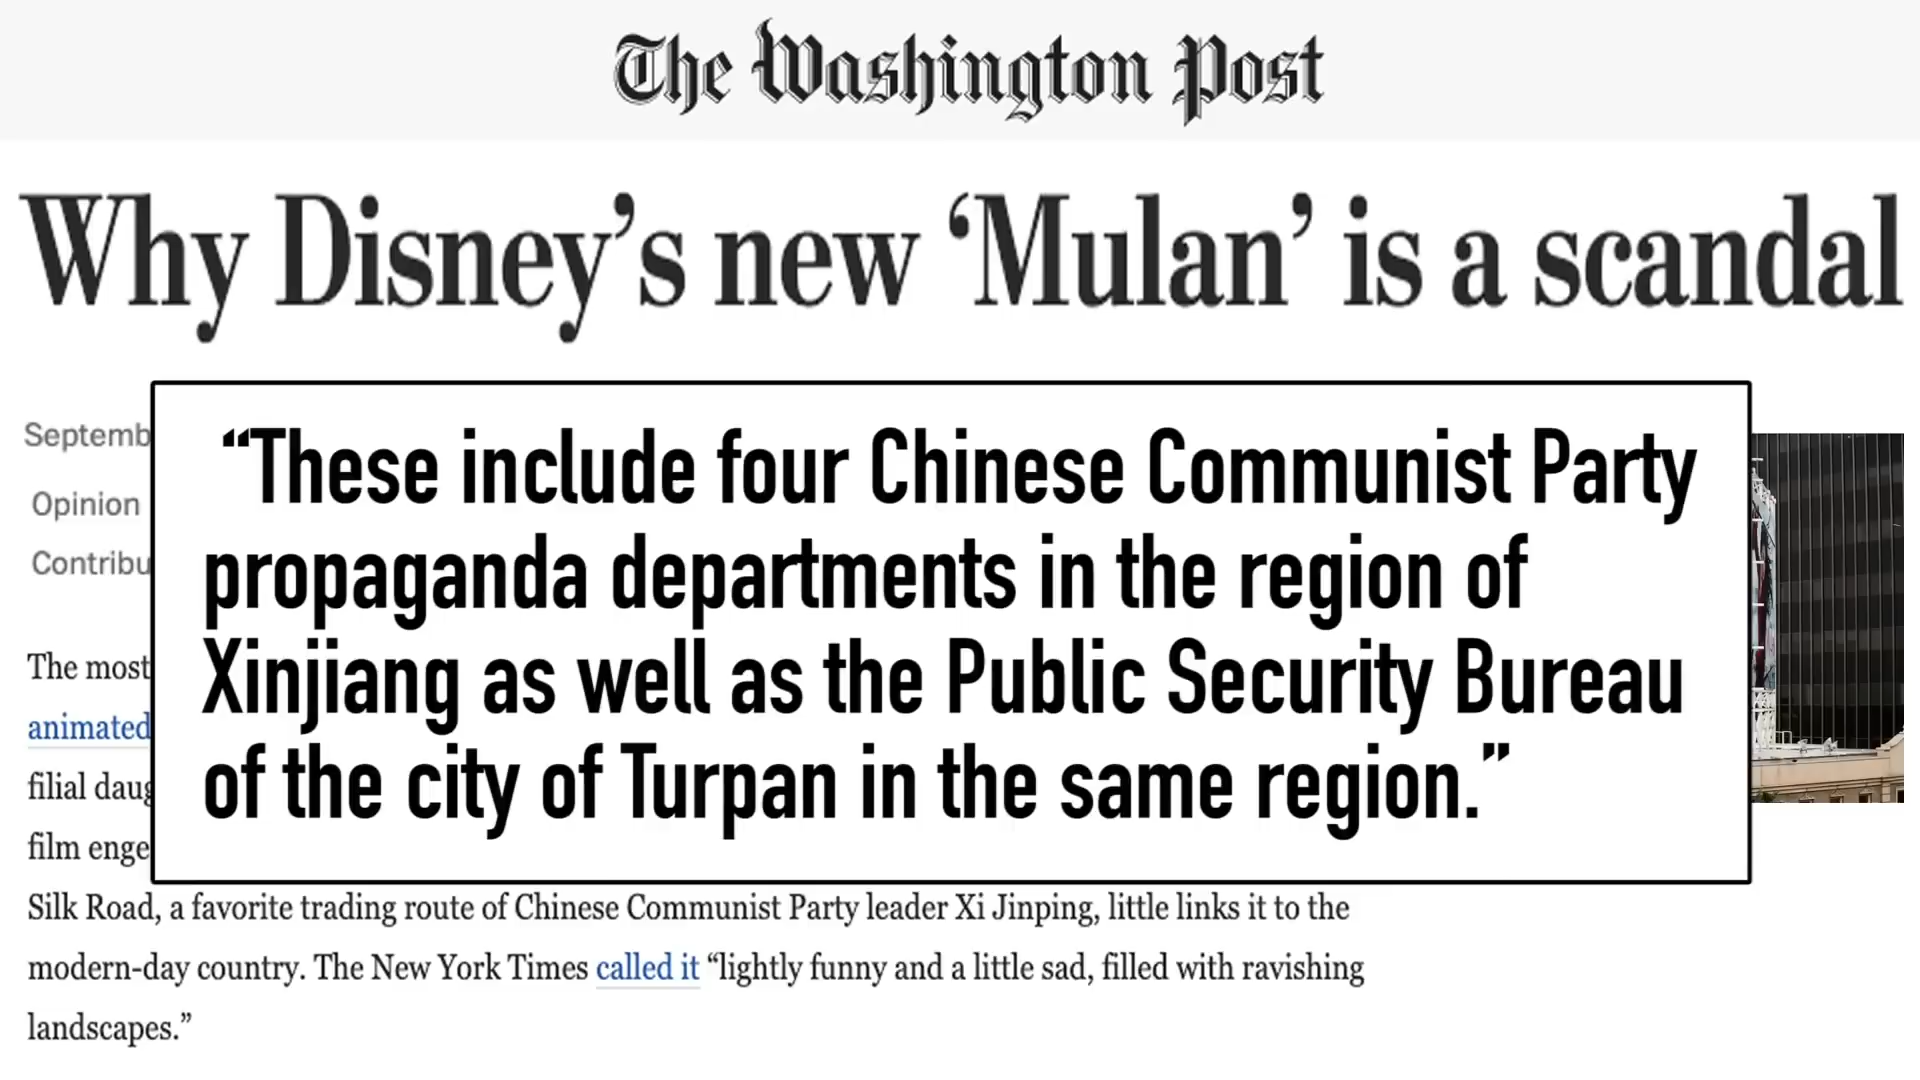 The Washington Post
Why Disney’s new ‘Mulan’ is a scandal
Septemb
Opinion
Contribu
“These include four Chinese Communist Party
propaganda departments in the region of
Xinjiang as well as the Public Security Bureau
of the city of Turpan in the same region.”
The most
animated
filial daug
film enge
Silk Road, a favorite trading route of Chinese Communist Party leader Xi Jinping, little links it to the
modern-day country. The New York Times called it “lightly funny and a little sad, filled with ravishing
landscapes.”